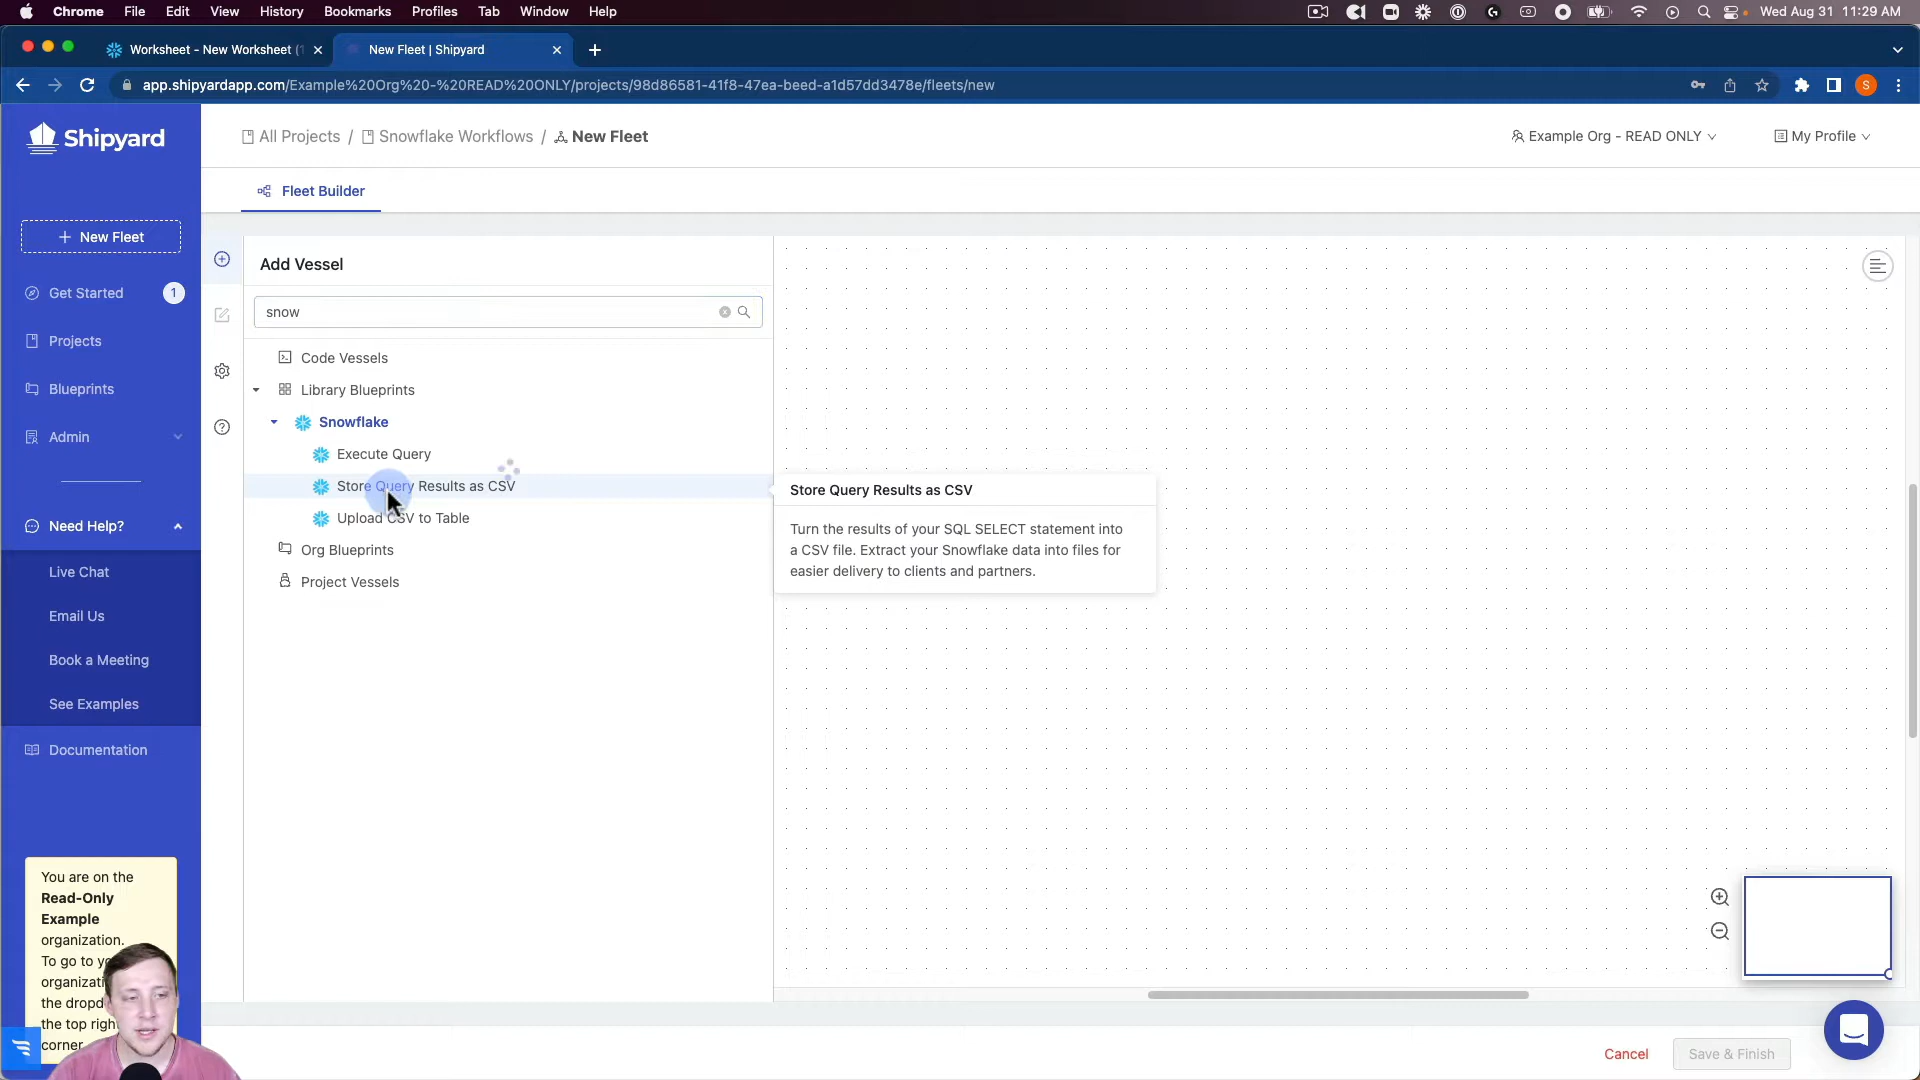 Chrome File Edit View History Bookmarks Profiles Tab Window Help Wed Aug 31 11:29 AM
Worksheet - New Worksheet (1 New Fleet | Shipyard
app.shipyardapp.com/Example%20Org%20-%20READ%20ONLY/projects/98d86581-41f8-47ea-beed-a1d57dd3478e/fleets/new S
Shipyard
All Projects / Snowflake Workflows / New Fleet Example Org - READ ONLY My Profile
Fleet Builder
+ New Fleet
Get Started 1
Projects
Blueprints
Admin
Need Help?
Live Chat
Email Us
Book a Meeting
See Examples
Documentation
You are on the
Read-Only
Example
organization.
To go to yo
organizati
the dropd
the top righ
corner
Add Vessel
snow
Code Vessels
Library Blueprints
Snowflake
Execute Query
Store Query Results as CSV
Upload CSV to Table
Org Blueprints
Project Vessels
Store Query Results as CSV
Turn the results of your SQL SELECT statement into
a CSV file. Extract your Snowflake data into files for
easier delivery to clients and partners.
Cancel Save & Finish